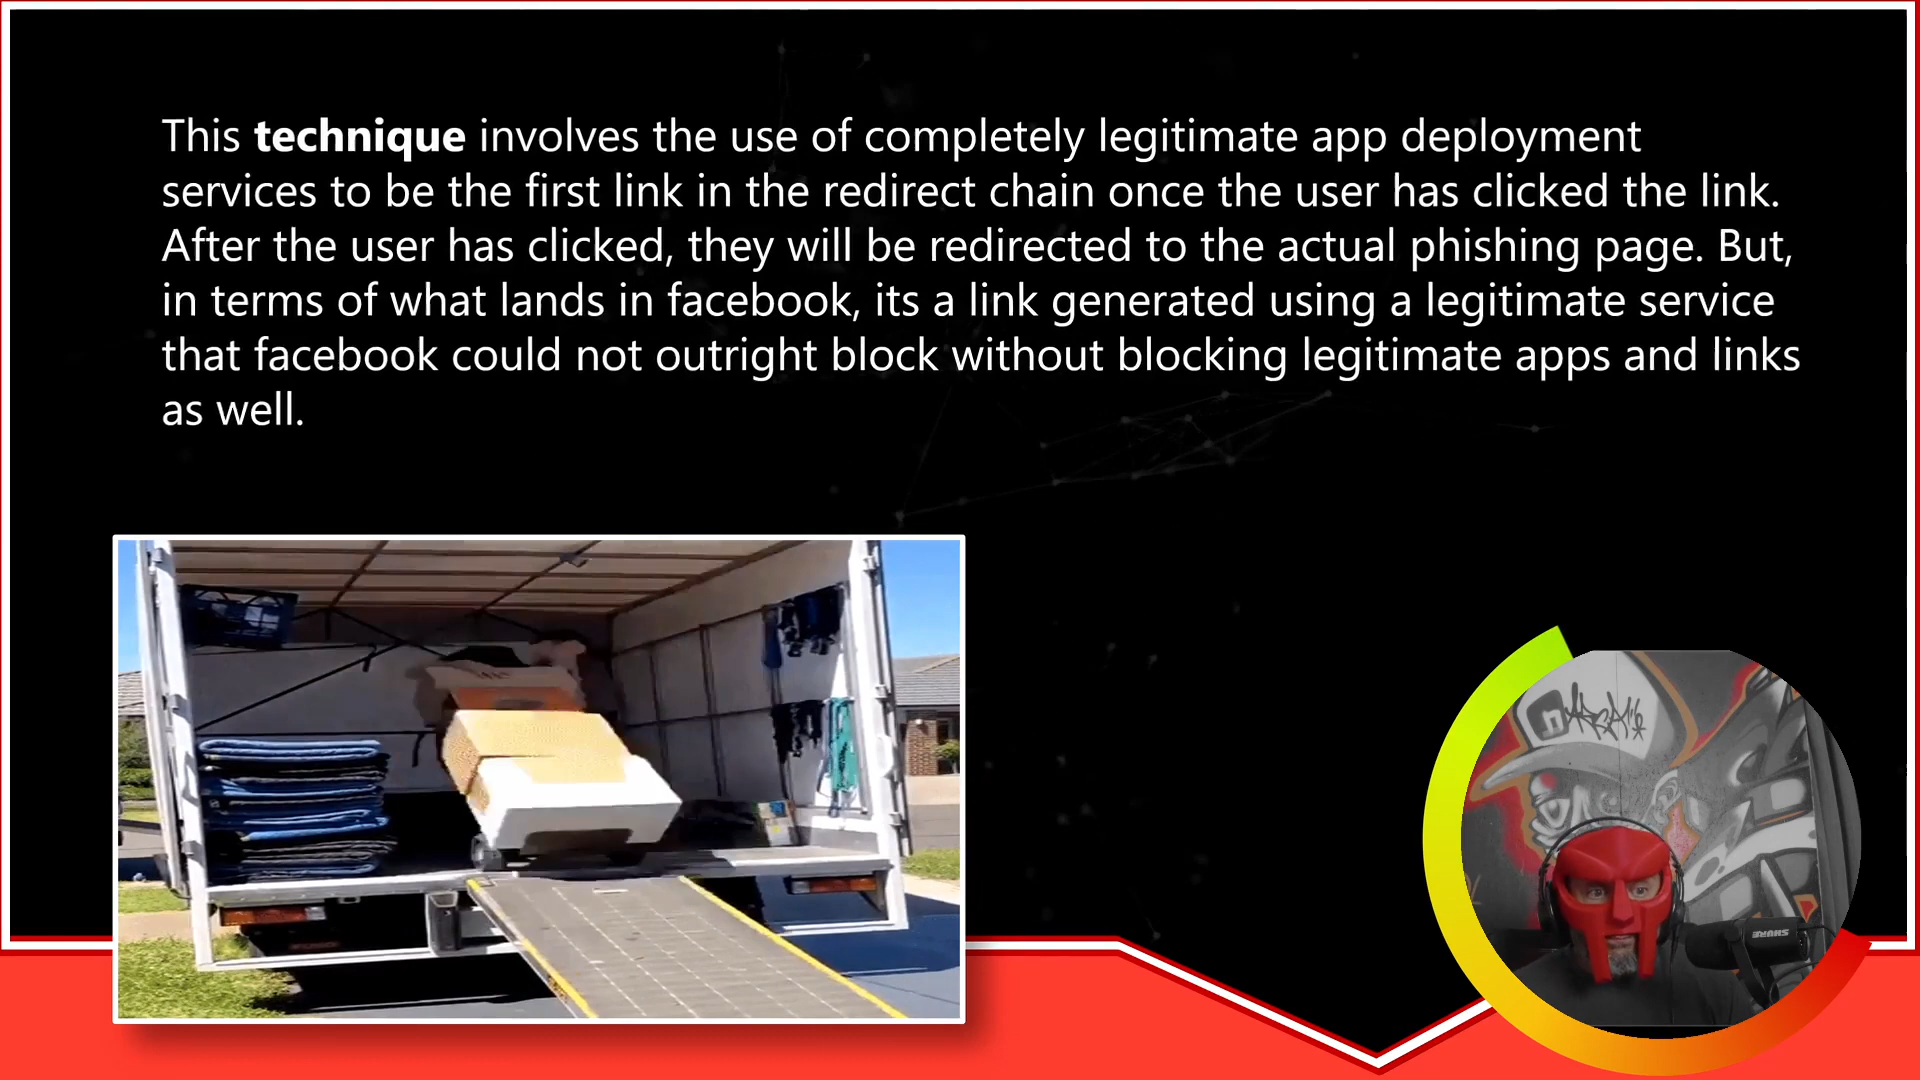 This technique involves the use of completely legitimate app deployment
services to be the first link in the redirect chain once the user has clicked the link.
After the user has clicked, they will be redirected to the actual phishing page. But,
in terms of what lands in facebook, its a link generated using a legitimate service
that facebook could not outright block without blocking legitimate apps and links
as well.
SHURE